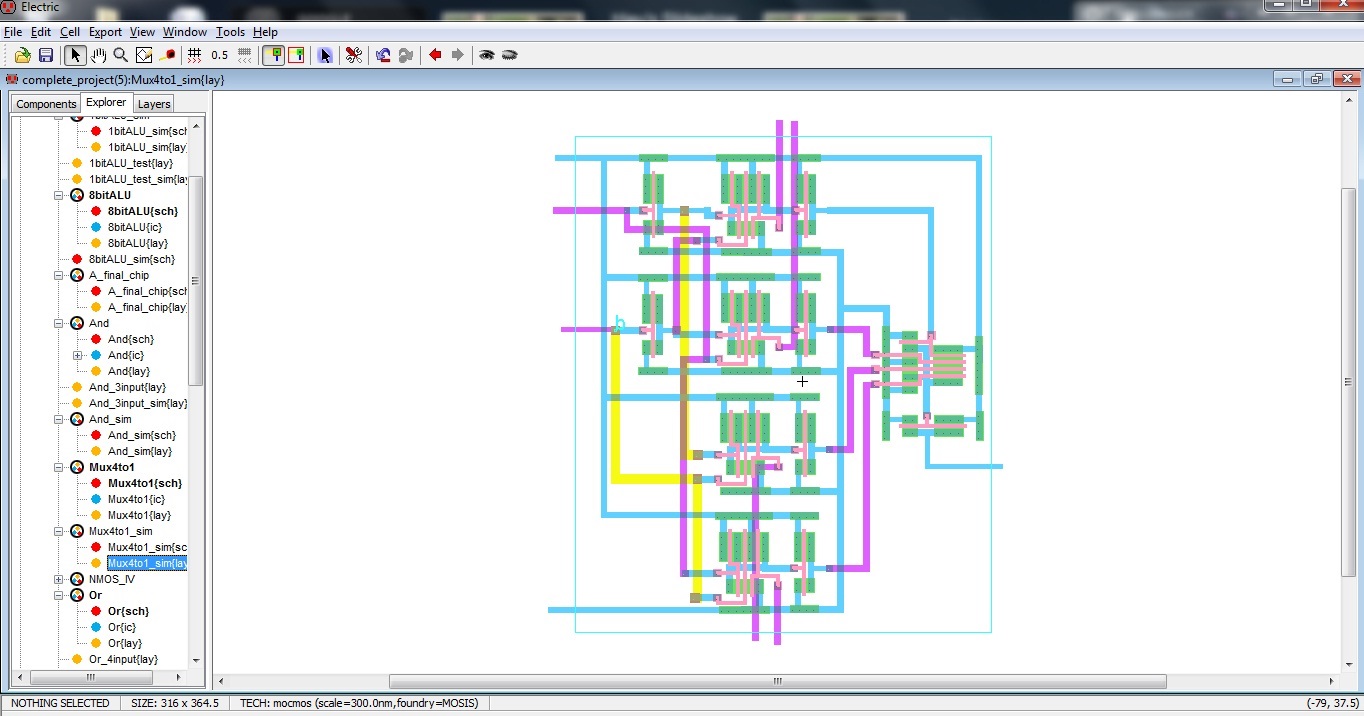 Electric
File Edit Cell Export View Window Tools Help
0.5
complete_project(5):Mux4to1_sim{lay}
Components Explorer Layers
1bitALU_sim
1bitALU_sim{sch
1bitALU_sim{lay
1bitALU_test{lay}
1bitALU_test_sim{lay
8bitALU
8bitALU{sch}
8bitALU{ic}
8bitALU{lay}
8bitALU_sim{sch}
A_final_chip
A_final_chip{sch
A_final_chip{lay
And
And{sch}
And{ic}
And{lay}
And_3input{lay}
And_3input_sim{lay}
And_sim
And_sim{sch}
And_sim{lay}
Mux4to1
Mux4to1{sch}
Mux4to1{ic}
Mux4to1{lay}
Mux4to1_sim
Mux4to1_sim{sc
Mux4to1_sim{lay
NMOS_IV
Or
Or{sch}
Or{ic}
Or{lay}
Or_4input{lay}
b
NOTHING SELECTED SIZE: 316 x 364.5 TECH: mocmos (scale=300.0nm,foundry=MOSIS) (-79, 37.5)